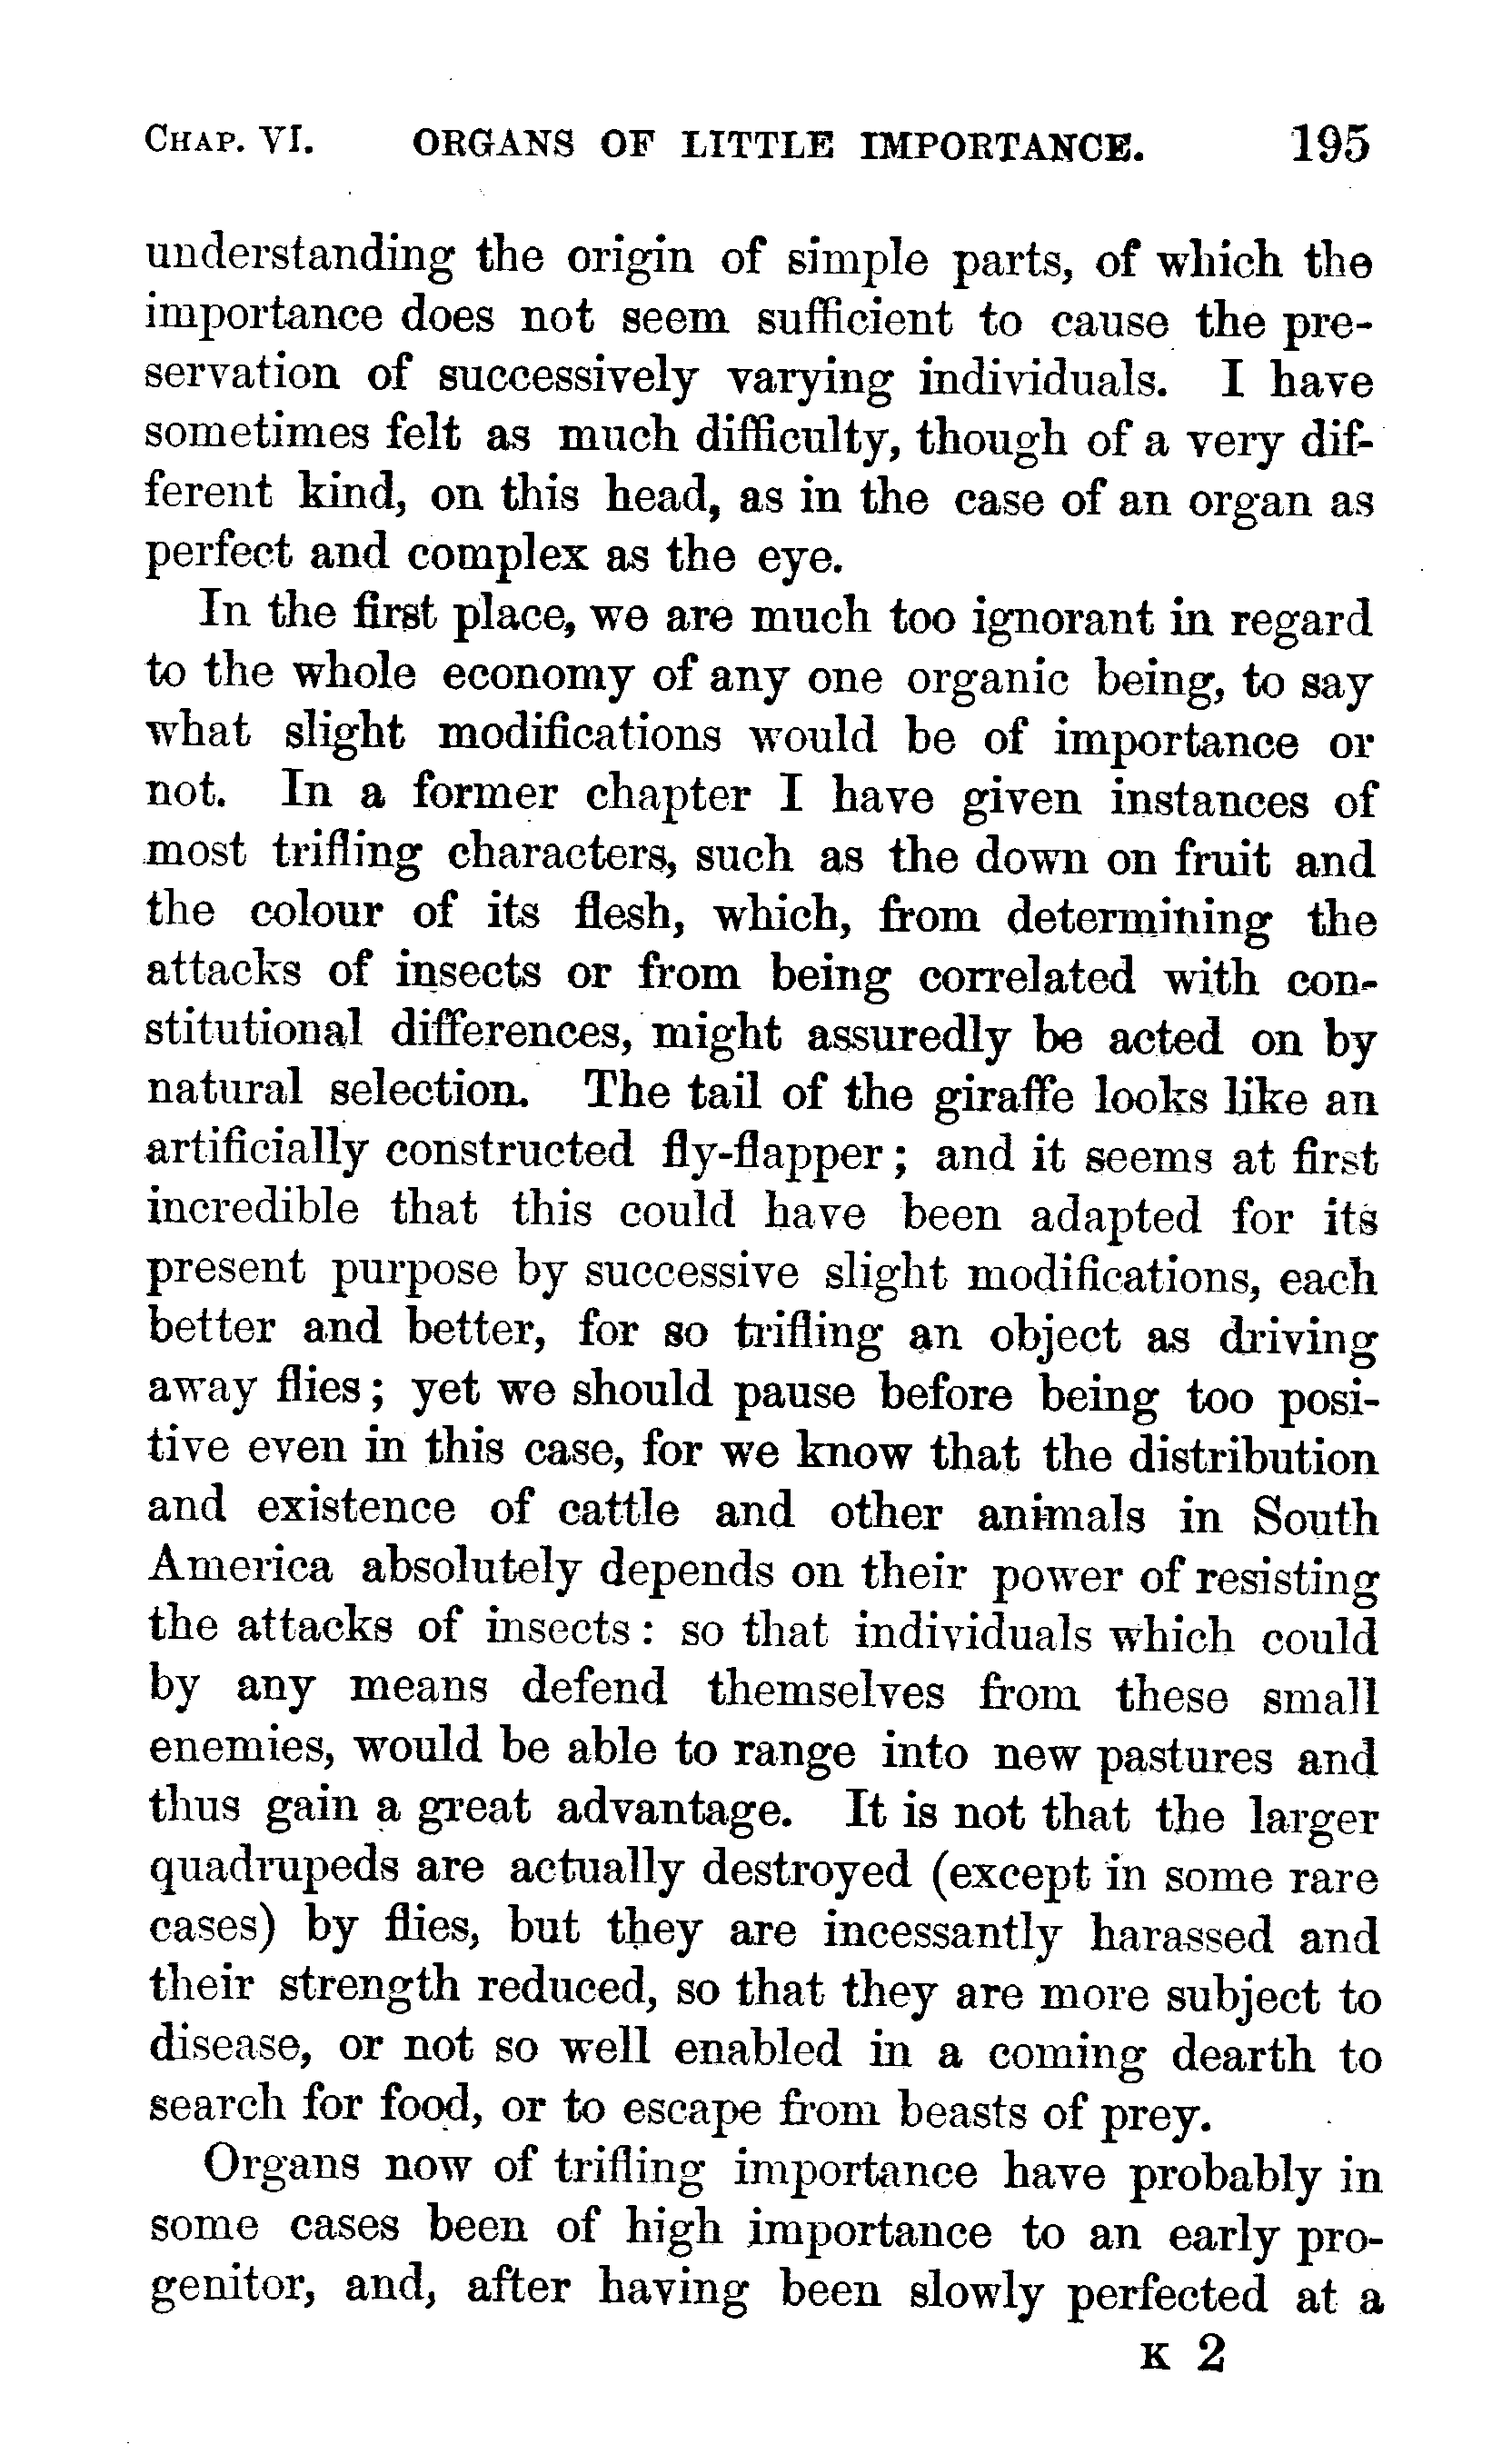 CHAP. VI. ORGANS OF LITTLE IMPORTANCE. 195
understanding the origin of simple parts, of which the
importance does not seem sufficient to cause the pre-
servation of successively varying individuals. I have
sometimes felt as much difficulty, though of a very dif-
ferent kind, on this head, as in the case of an organ as
perfect and complex as the eye.
In the first place, we are much too ignorant in regard
to the whole economy of any one organic being, to say
what slight modifications would be of importance or
not. In a former chapter I have given instances of
most trifling characters, such as the down on fruit and
the colour of its flesh, which, from determining the
attacks of insects or from being correlated with con-
stitutional differences, might assuredly be acted on by
natural selection. The tail of the giraffe looks like an
artificially constructed fly-flapper; and it seems at first
incredible that this could have been adapted for its
present purpose by successive slight modifications, each
better and better, for so trifling an object as driving
away flies; yet we should pause before being too posi-
tive even in this case, for we know that the distribution
and existence of cattle and other animals in South
America absolutely depends on their power of resisting
the attacks of insects: so that individuals which could
by any means defend themselves from these small
enemies, would be able to range into new pastures and
thus gain a great advantage. It is not that the larger
quadrupeds are actually destroyed (except in some rare
cases) by flies, but they are incessantly harassed and
their strength reduced, so that they are more subject to
disease, or not so well enabled in a coming dearth to
search for food, or to escape from beasts of prey.
Organs now of trifling importance have probably in
some cases been of high importance to an early pro-
genitor, and, after having been slowly perfected at a
K 2